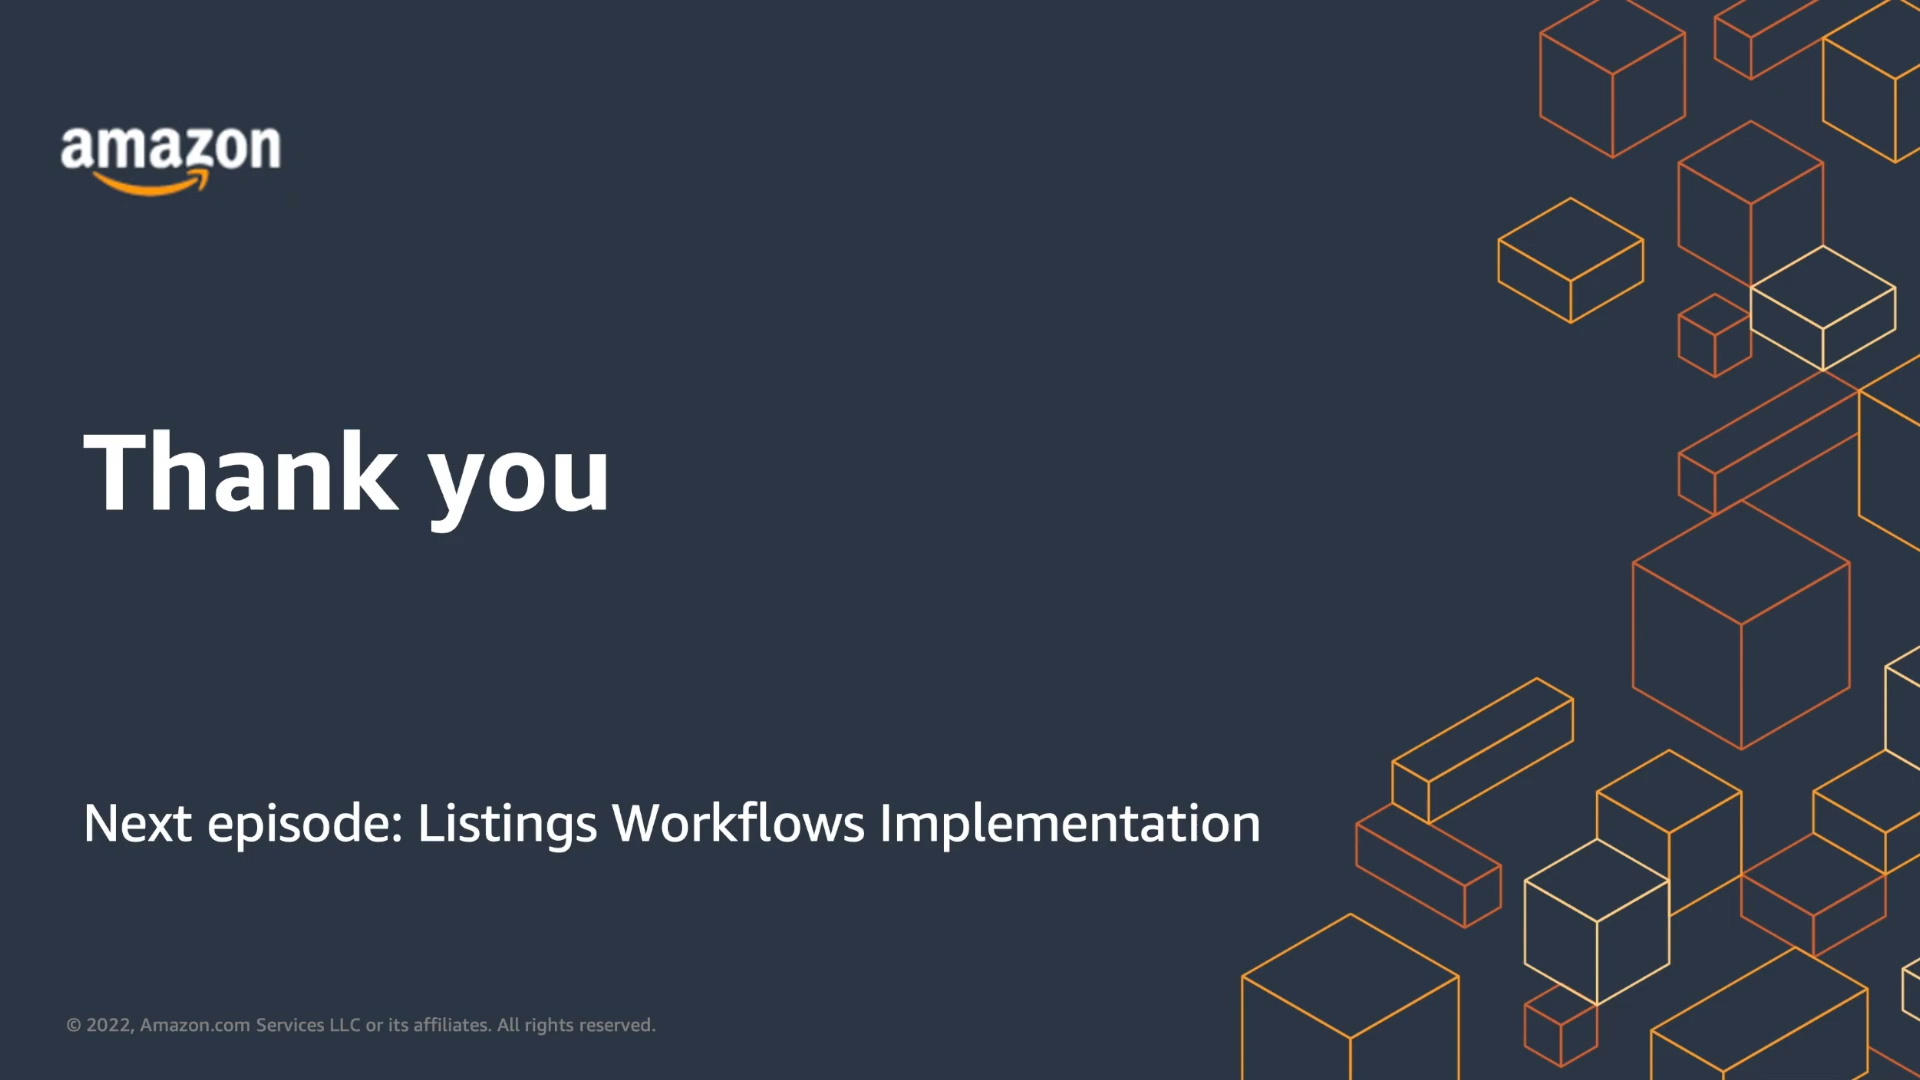 amazon
Thank you
Next episode: Listings Workflows Implementation
© 2022, Amazon.com Services LLC or its affiliates. All rights reserved.